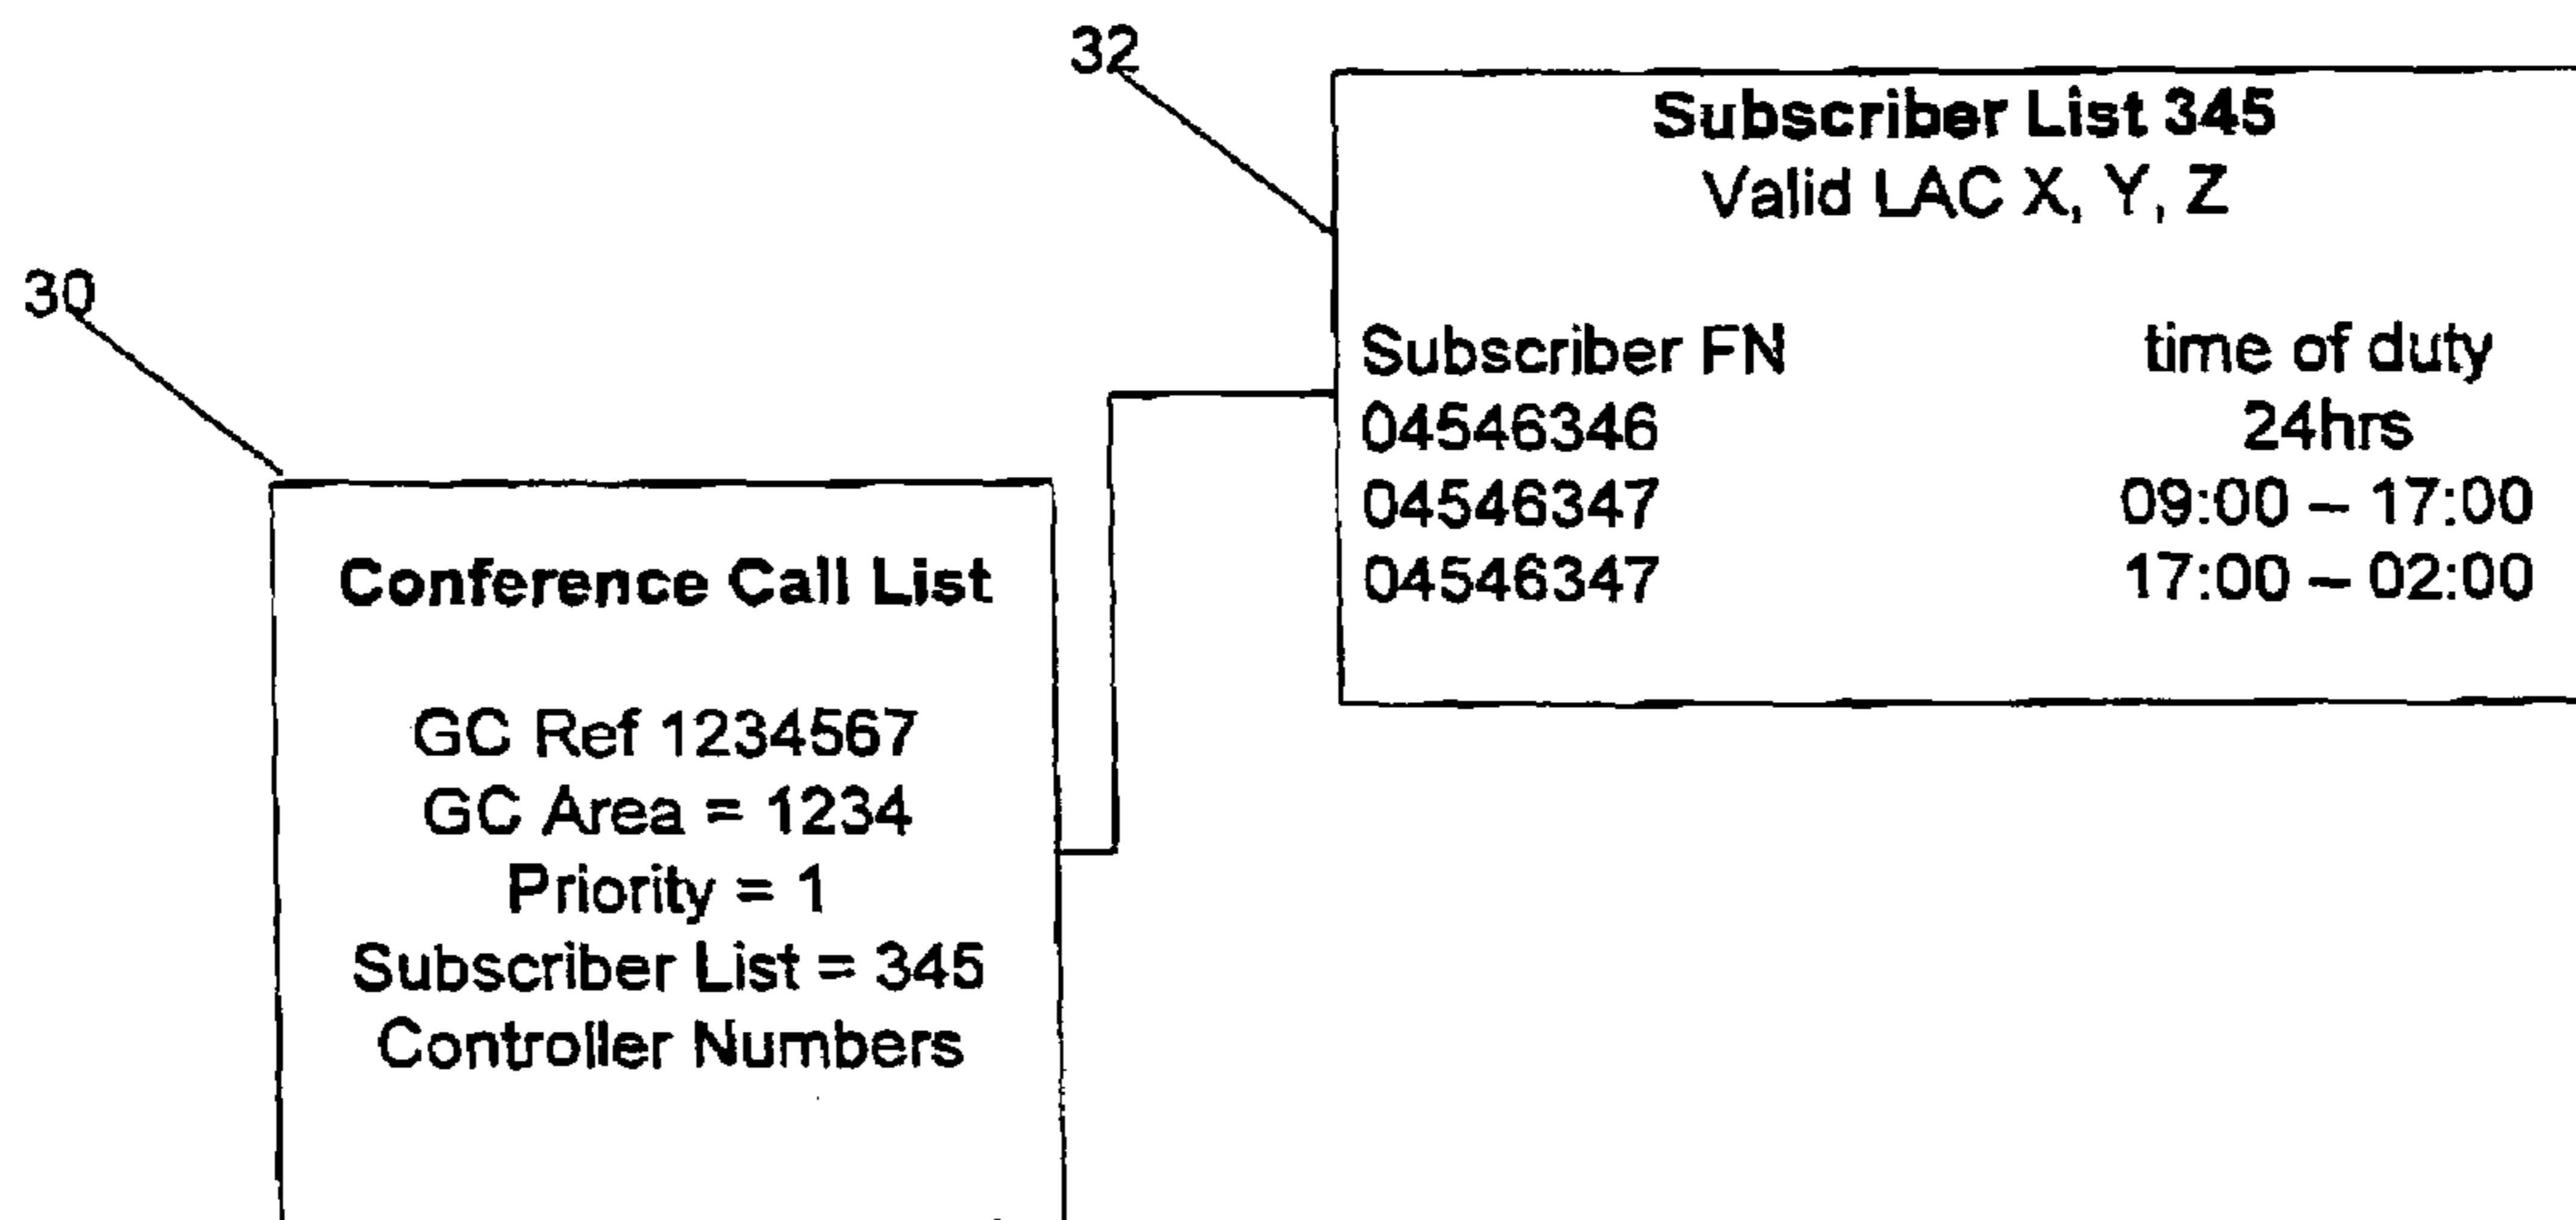 32
Subscriber List 345
Valid LAC X, Y, Z
Subscriber FN time of duty
04546346 24hrs
04546347 09:00 – 17:00
04546347 17:00 – 02:00
30
Conference Call List
GC Ref 1234567
GC Area = 1234
Priority = 1
Subscriber List = 345
Controller Numbers